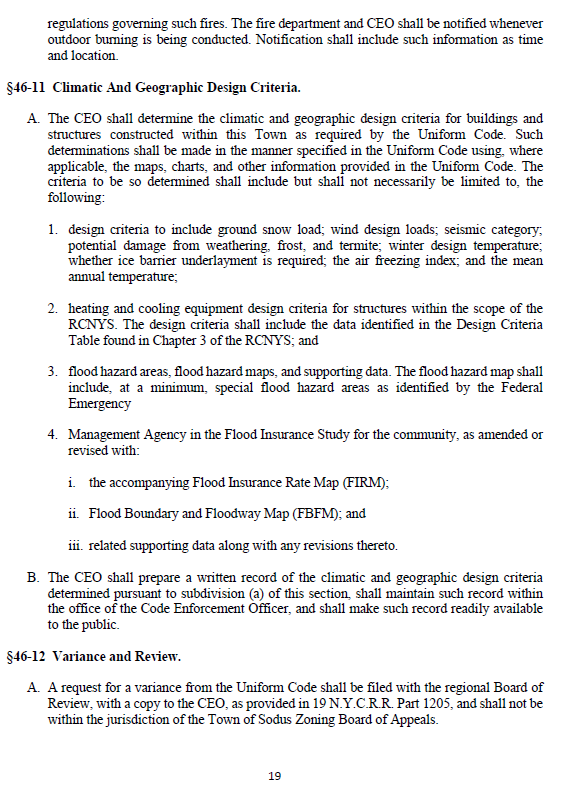 regulations governing such fires. The fire department and CEO shall be notified whenever
outdoor burning is being conducted. Notification shall include such information as time
and location.
§46-11 Climatic And Geographic Design Criteria.
A. The CEO shall determine the climatic and geographic design criteria for buildings and
structures constructed within this Town as required by the Uniform Code. Such
determinations shall be made in the manner specified in the Uniform Code using, where
applicable, the maps, charts, and other information provided in the Uniform Code. The
criteria to be so determined shall include but shall not necessarily be limited to, the
following:
1. design criteria to include ground snow load; wind design loads; seismic category;
potential damage from weathering, frost, and termite; winter design temperature;
whether ice barrier underlayment is required; the air freezing index; and the mean
annual temperature;
2. heating and cooling equipment design criteria for structures within the scope of the
RCNYS. The design criteria shall include the data identified in the Design Criteria
Table found in Chapter 3 of the RCNYS; and
3. flood hazard areas, flood hazard maps, and supporting data. The flood hazard map shall
include, at a minimum, special flood hazard areas as identified by the Federal
Emergency
4. Management Agency in the Flood Insurance Study for the community, as amended or
revised with:
i. the accompanying Flood Insurance Rate Map (FIRM);
ii. Flood Boundary and Floodway Map (FBFM); and
iii. related supporting data along with any revisions thereto.
B. The CEO shall prepare a written record of the climatic and geographic design criteria
determined pursuant to subdivision (a) of this section, shall maintain such record within
the office of the Code Enforcement Officer, and shall make such record readily available
to the public.
§46-12 Variance and Review.
A. A request for a variance from the Uniform Code shall be filed with the regional Board of
Review, with a copy to the CEO, as provided in 19 N.Y.C.R.R. Part 1205, and shall not be
within the jurisdiction of the Town of Sodus Zoning Board of Appeals.
19